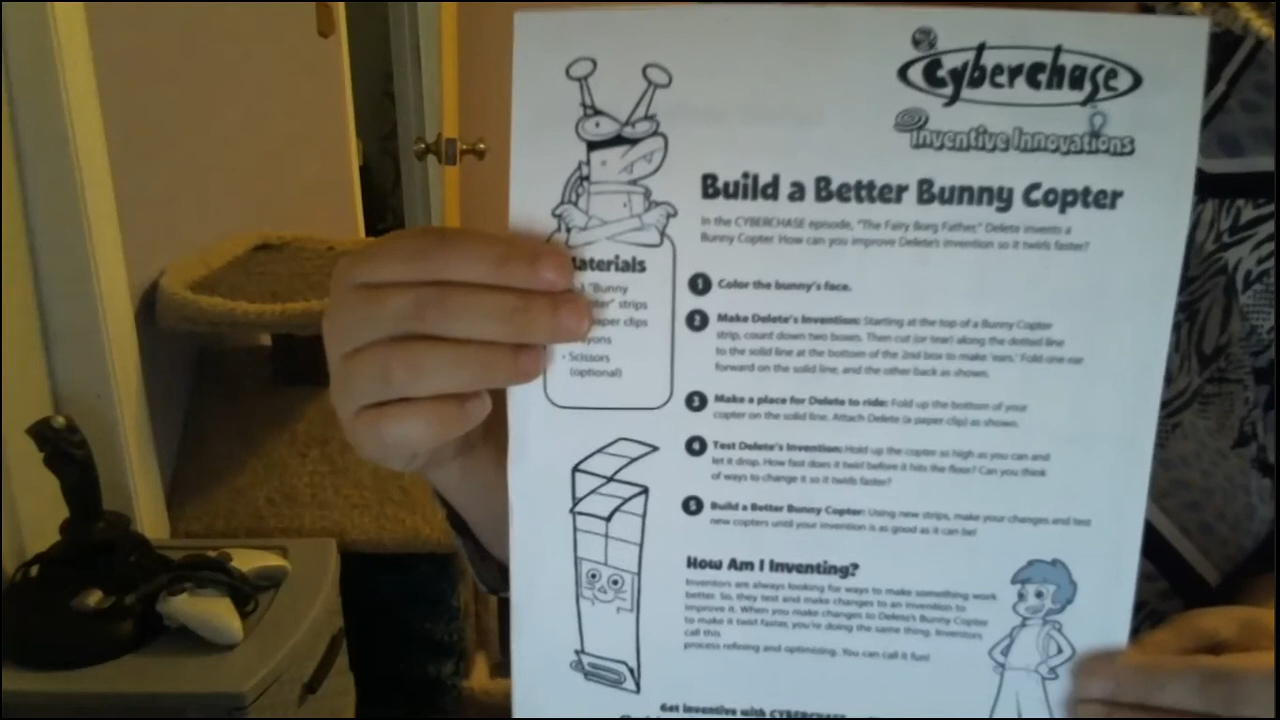 Cyberchase
Inventive Innovations
Build a Better Bunny Copter
In the CYBERCHASE episode, "The Fairy Borg Father," Delete invents a
Bunny Copter. How can you improve Delete's invention so it twirls faster?
Materials
"Bunny
strips
paper clips
• Scissors
(optional)
1 Color the bunny's face.
2 Make Delete's Invention: Starting at the top of a Bunny Copter
strip, count down two boxes. Then cut (or tear) along the dotted line
to the solid line at the bottom of the 2nd box to make 'ears.' Fold one ear
forward on the solid line, and the other back as shown.
3 Make a place for Delete to ride: Fold up the bottom of your
copter on the solid line. Attach Delete (a paper clip) as shown.
4 Test Delete's Invention: Hold up the copter as high as you can and
let it drop. How fast does it twirl before it hits the floor? Can you think
of ways to change it so it twirls faster?
5 Build a Better Bunny Copter: Using new strips, make your changes and test
new copters until your invention is as good as it can be!
How Am I Inventing?
Inventors are always looking for ways to make something work
better. So, they test and make changes to an invention to
improve it. When you make changes to Delete's Bunny Copter
to make it twist faster, you're doing the same thing. Inventors
call this
process refining and optimizing. You can call it fun!
Get inventive with CYBERCHASE